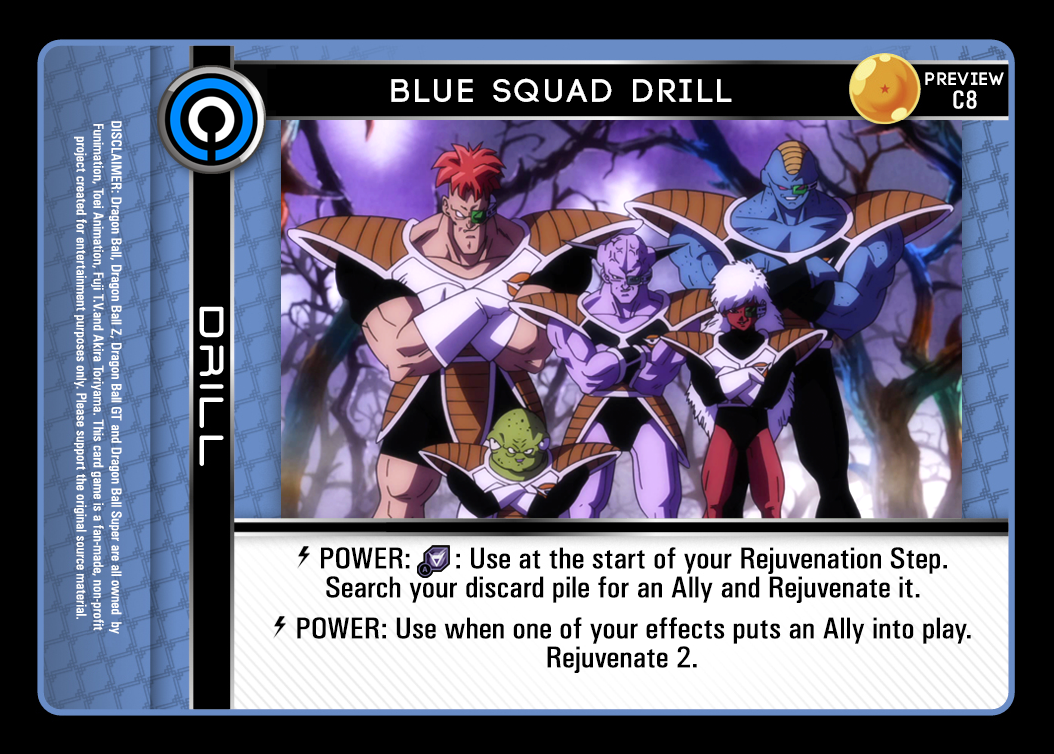 BLUE SQUAD DRILL
PREVIEW
C8
DRILL
POWER: A : Use at the start of your Rejuvenation Step.
Search your discard pile for an Ally and Rejuvenate it.
POWER: Use when one of your effects puts an Ally into play.
Rejuvenate 2.
DISCLAIMER: Dragon Ball, Dragon Ball Z, Dragon Ball GT and Dragon Ball Super are all owned by
Funimation, Toei Animation, Fuji T.V.and Akira Toriyama. This card game is a fan-made, non-profit
project created for entertainment purposes only. Please support the original source material.